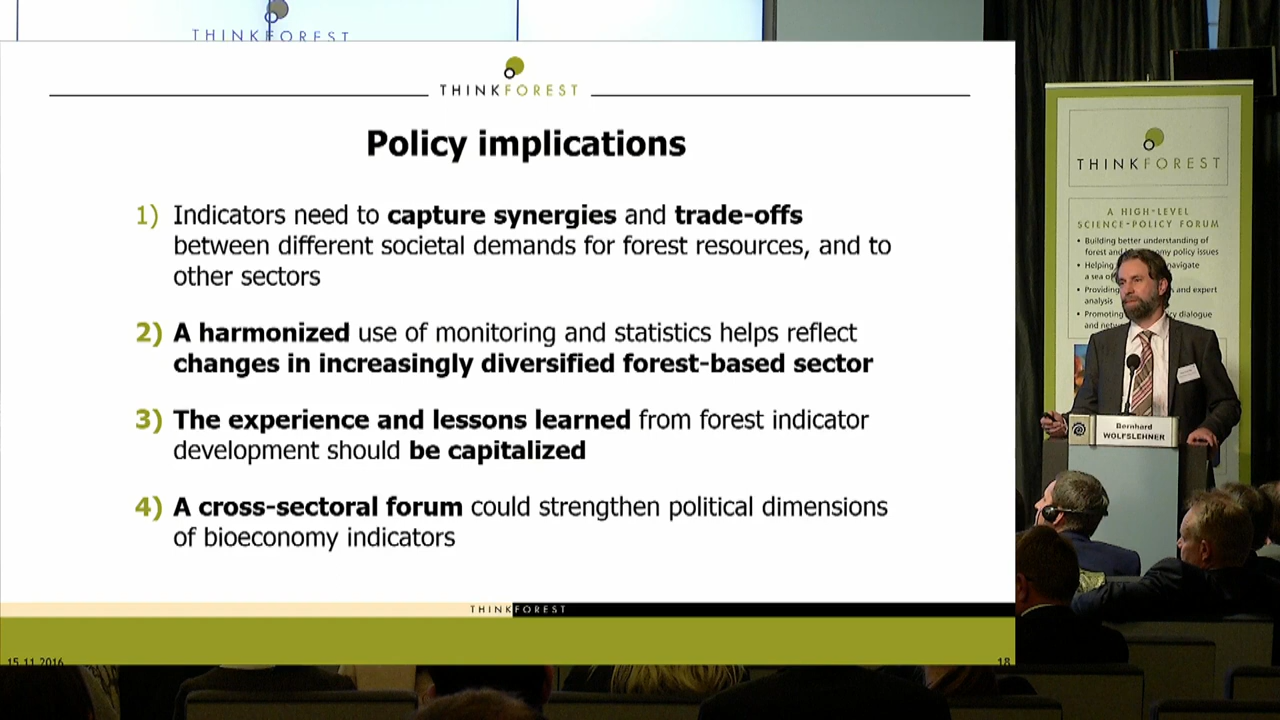 THINKFOREST
THINKFOREST
Policy implications
1) Indicators need to capture synergies and trade-offs
between different societal demands for forest resources, and to
other sectors
2) A harmonized use of monitoring and statistics helps reflect
changes in increasingly diversified forest-based sector
3) The experience and lessons learned from forest indicator
development should be capitalized
4) A cross-sectoral forum could strengthen political dimensions
of bioeconomy indicators
THINKFOREST
15.11.2016
18
THINKFOREST
A HIGH-LEVEL
SCIENCE-POLICY FORUM
• Building better understanding of
forest and policy issues
• Helping navigate
a sea
• Providing and expert
analysis
• Promoting dialogue
and
Bernhard
WOLFSLEHNER